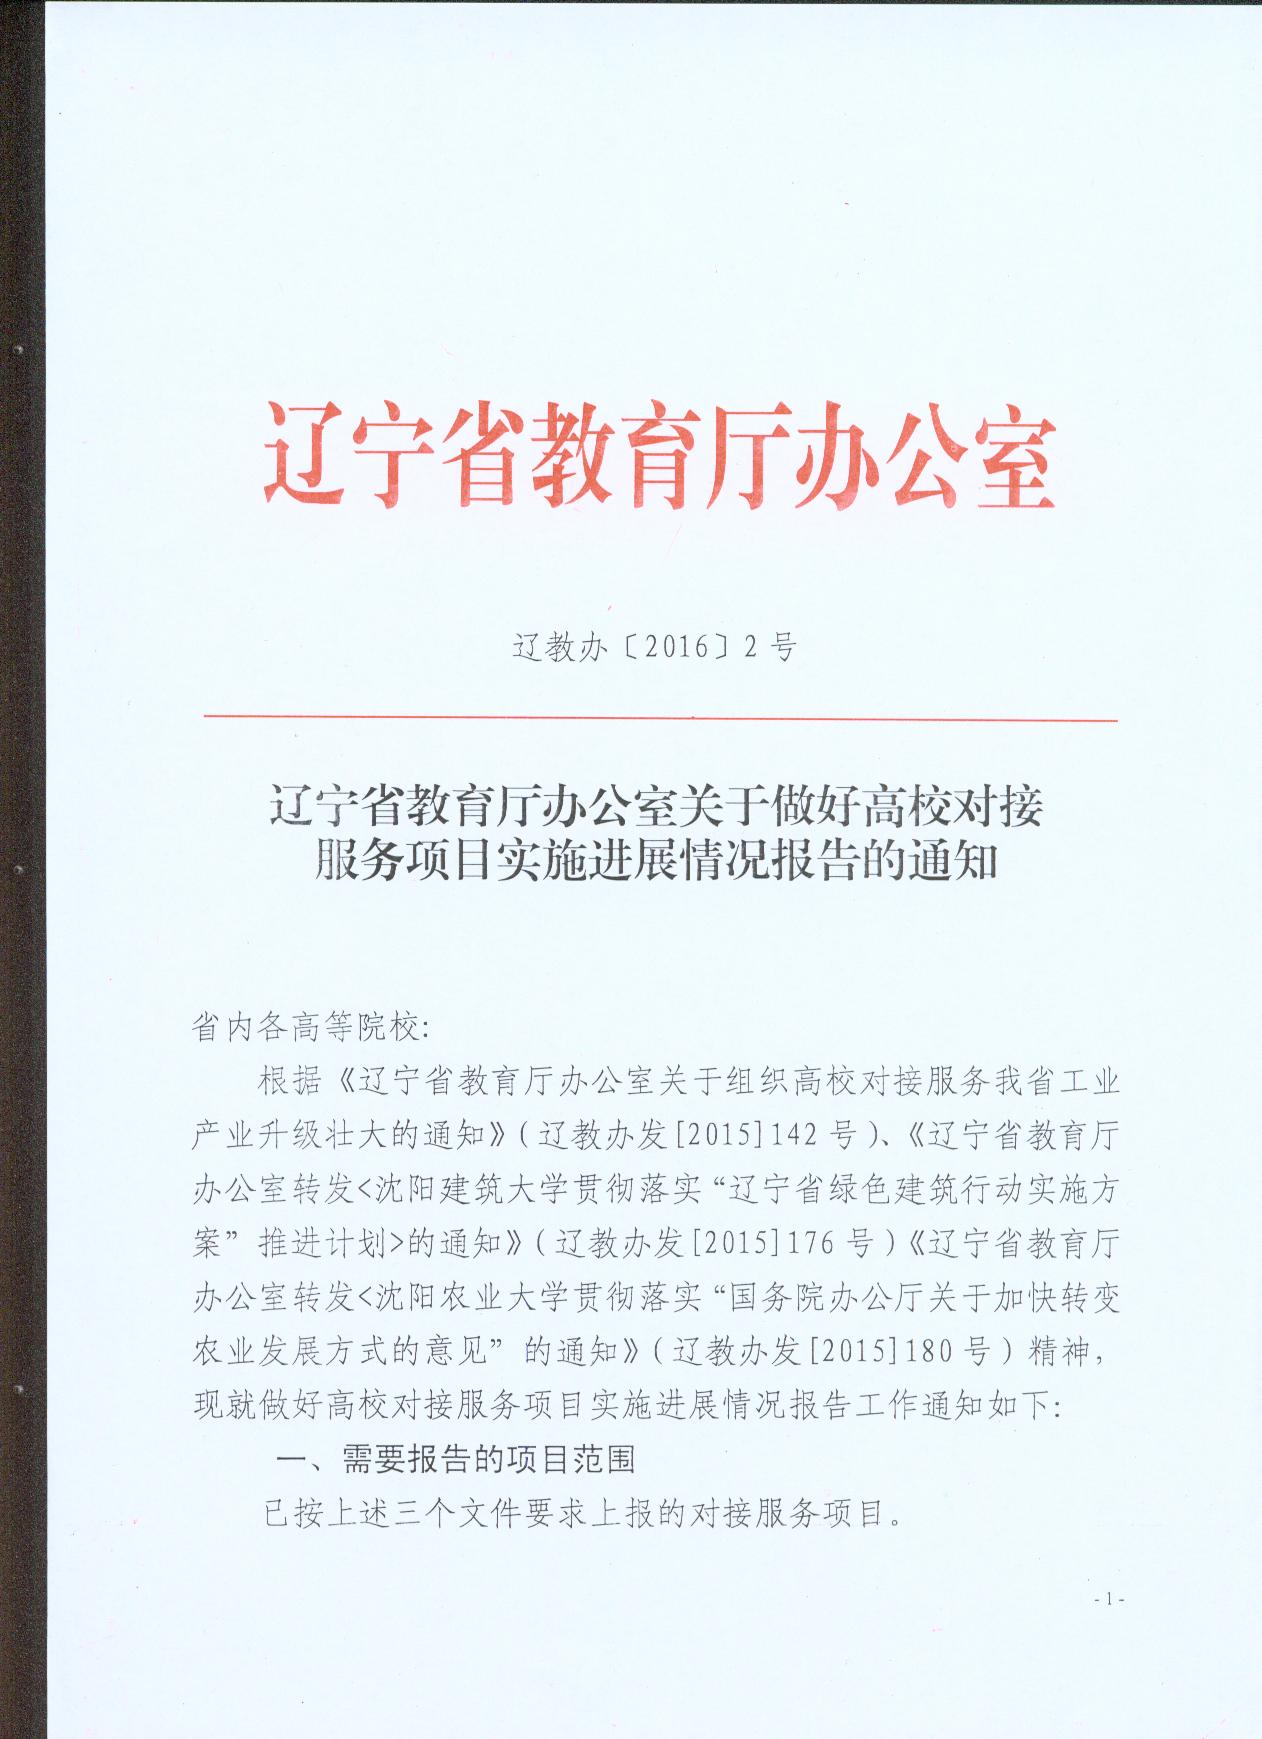 辽宁省教育厅办公室
辽教办〔2016〕2号
辽宁省教育厅办公室关于做好高校对接
服务项目实施进展情况报告的通知
省内各高等院校:
根据《辽宁省教育厅办公室关于组织高校对接服务我省工业
产业升级壮大的通知》（辽教办发[2015]142号）、《辽宁省教育厅
办公室转发<沈阳建筑大学贯彻落实“辽宁省绿色建筑行动实施方
案”推进计划>的通知》（辽教办发[2015]176号）《辽宁省教育厅
办公室转发<沈阳农业大学贯彻落实“国务院办公厅关于加快转变
农业发展方式的意见”的通知》（辽教办发[2015]180号）精神，
现就做好高校对接服务项目实施进展情况报告工作通知如下:
一、需要报告的项目范围
已按上述三个文件要求上报的对接服务项目。
- 1 -